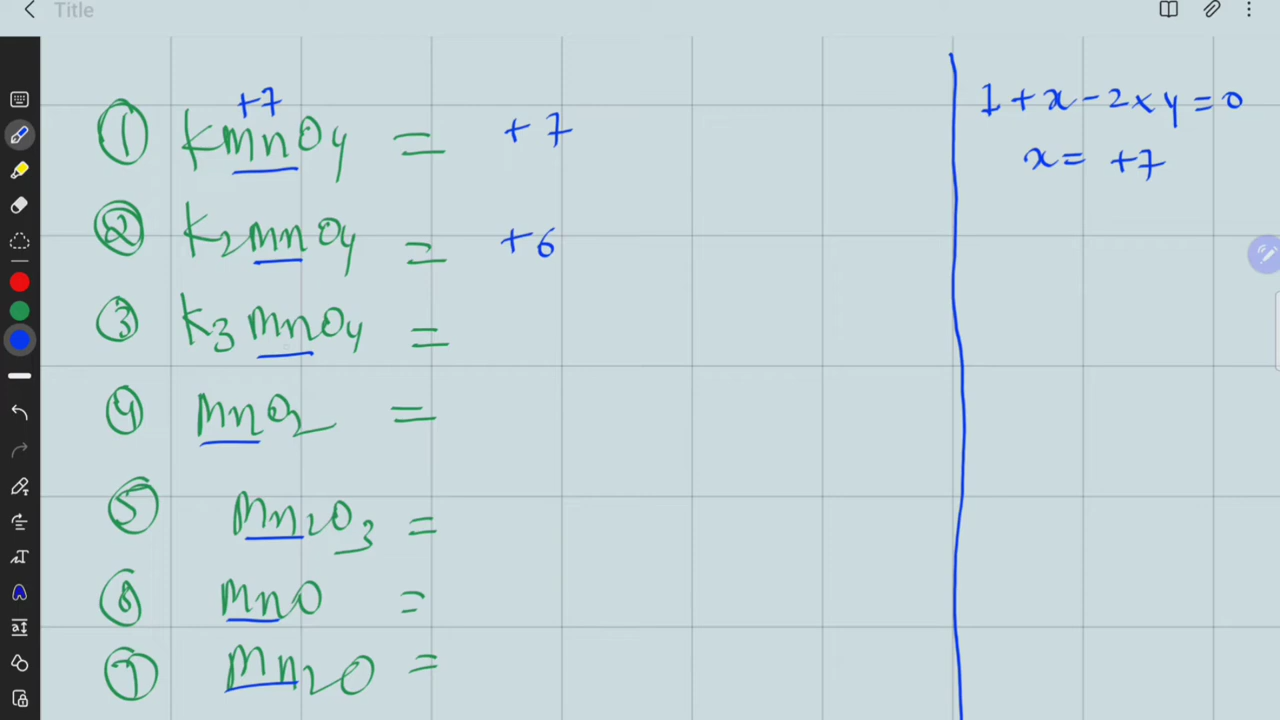 Title
+7
① KMnO4 = +7
② K2MnO4 = +6
③ K3MnO4 =
④ MnO2 =
⑤ Mn2O3 =
⑥ MnO =
⑦ Mn2O =
1 + x - 2 x 4 = 0
x = +7